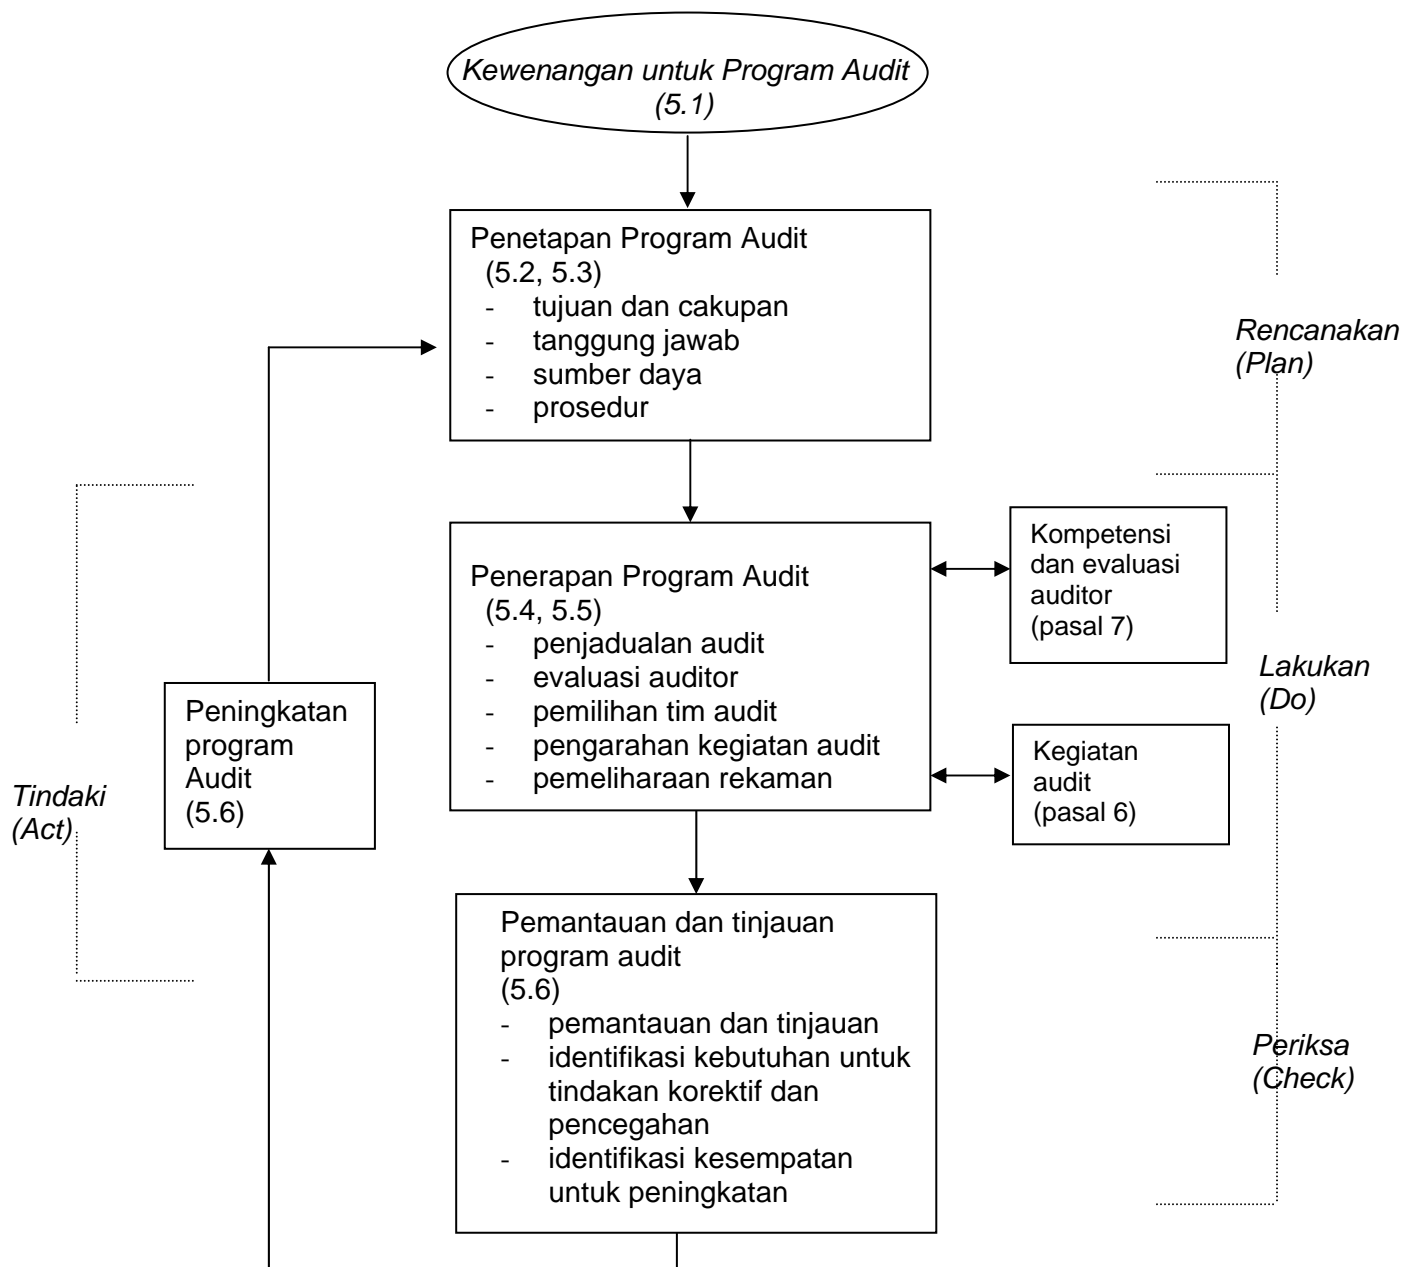 Kewenangan untuk Program Audit
(5.1)
Penetapan Program Audit
(5.2, 5.3)
- tujuan dan cakupan
- tanggung jawab
- sumber daya
- prosedur
Rencanakan
(Plan)
Penerapan Program Audit
(5.4, 5.5)
- penjadualan audit
- evaluasi auditor
- pemilihan tim audit
- pengarahan kegiatan audit
- pemeliharaan rekaman
Kompetensi
dan evaluasi
auditor
(pasal 7)
Kegiatan
audit
(pasal 6)
Lakukan
(Do)
Peningkatan
program
Audit
(5.6)
Tindaki
(Act)
Pemantauan dan tinjauan
program audit
(5.6)
- pemantauan dan tinjauan
- identifikasi kebutuhan untuk
tindakan korektif dan
pencegahan
- identifikasi kesempatan
untuk peningkatan
Periksa
(Check)